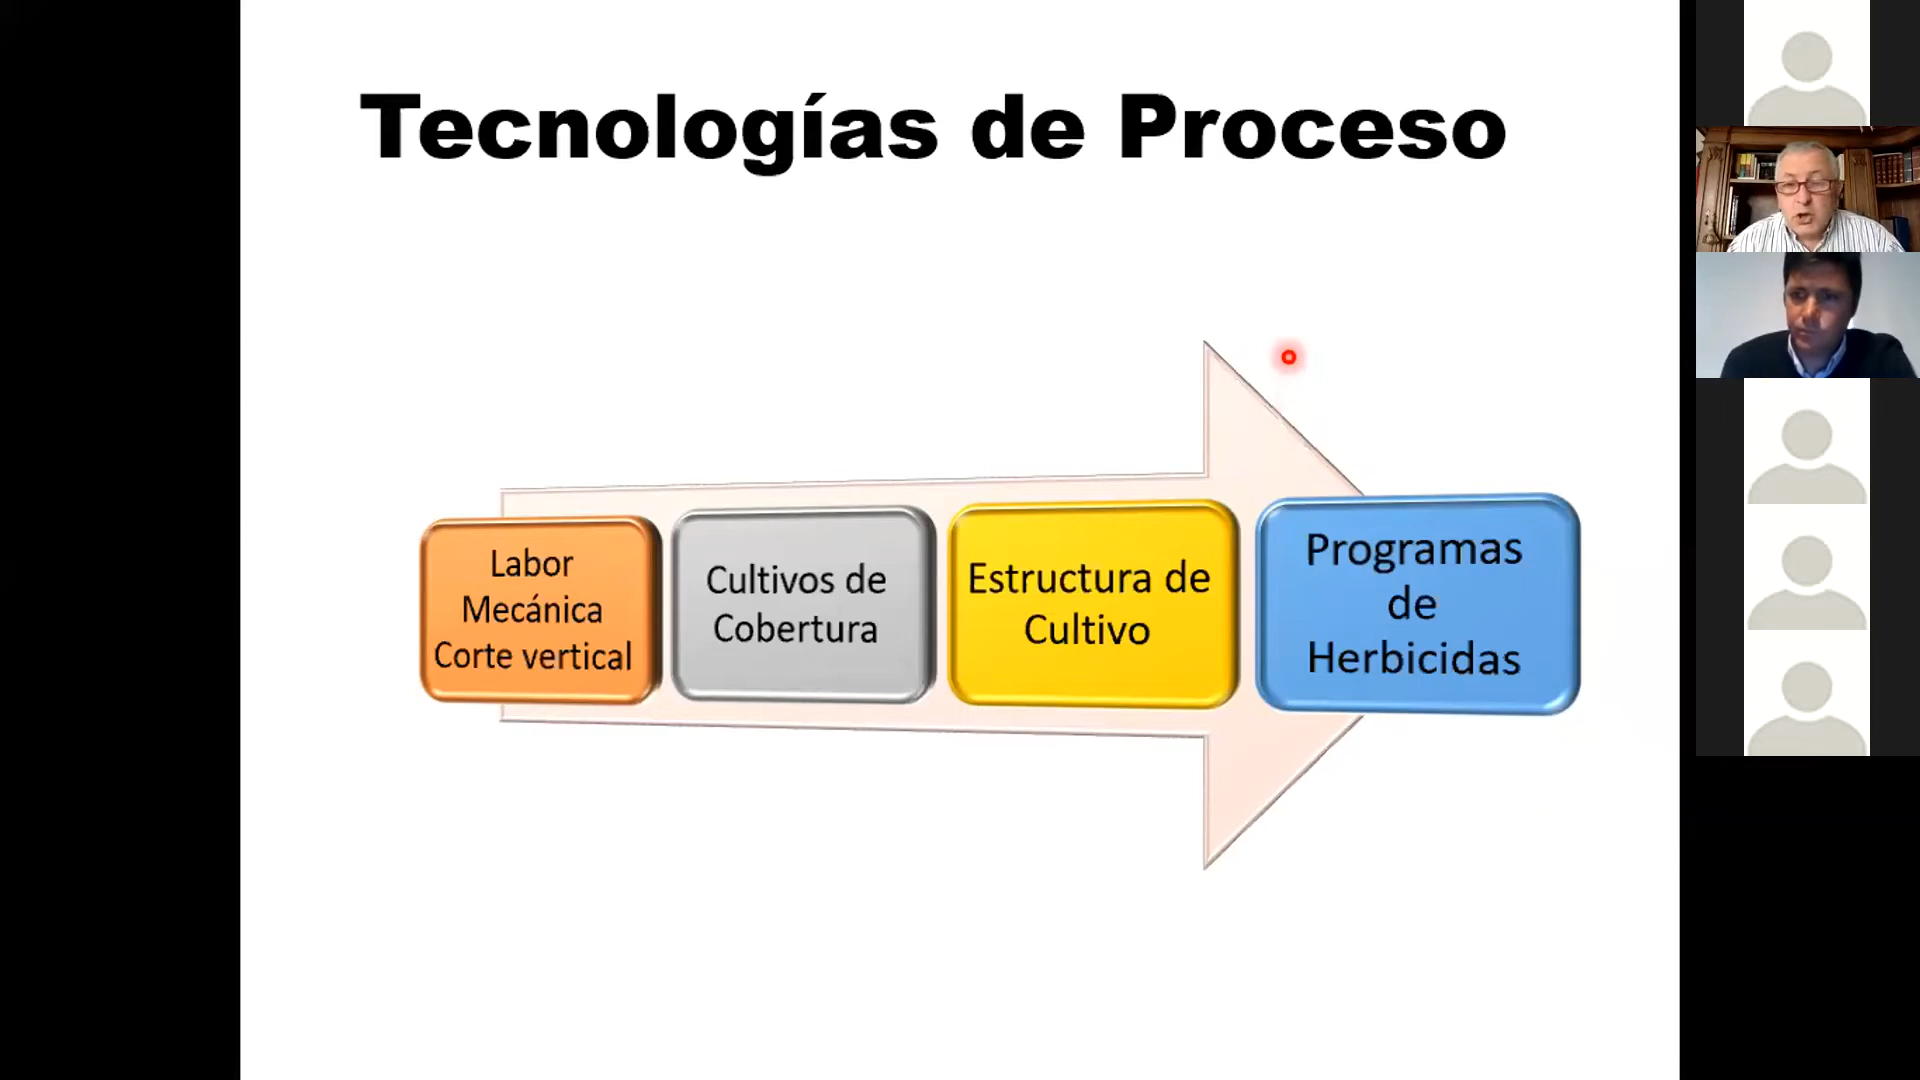 Tecnologías de Proceso
Labor
Mecánica
Corte vertical
Cultivos de
Cobertura
Estructura de
Cultivo
Programas
de
Herbicidas